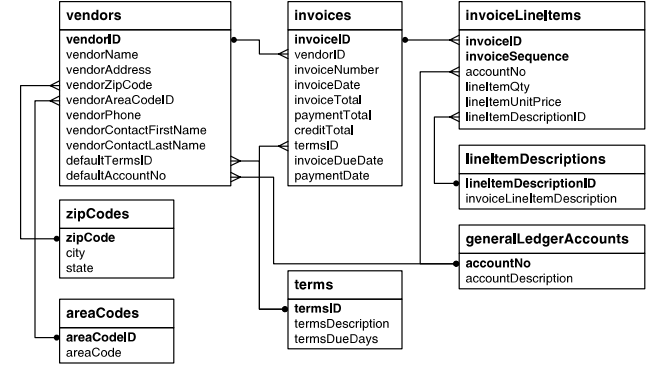 vendors
vendorID
vendorName
vendorAddress
vendorZipCode
vendorAreaCodeID
vendorPhone
vendorContactFirstName
vendorContactLastName
defaultTermsID
defaultAccountNo
invoices
invoiceID
vendorID
invoiceNumber
invoiceDate
invoiceTotal
paymentTotal
creditTotal
termsID
invoiceDueDate
paymentDate
invoiceLineItems
invoiceID
invoiceSequence
accountNo
lineItemQty
lineItemUnitPrice
lineItemDescriptionID
lineItemDescriptions
lineItemDescriptionID
invoiceLineItemDescription
zipCodes
zipCode
city
state
generalLedgerAccounts
accountNo
accountDescription
terms
termsID
termsDescription
termsDueDays
areaCodes
areaCodeID
areaCode